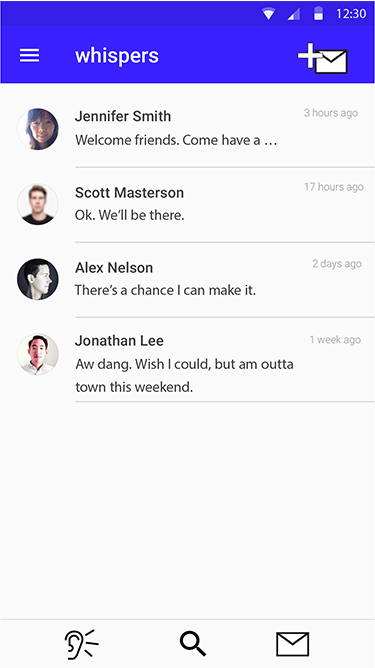 12:30
whispers
Jennifer Smith
3 hours ago
Welcome friends. Come have a …
Scott Masterson
17 hours ago
Ok. We’ll be there.
Alex Nelson
2 days ago
There’s a chance I can make it.
Jonathan Lee
1 week ago
Aw dang. Wish I could, but am outta
town this weekend.